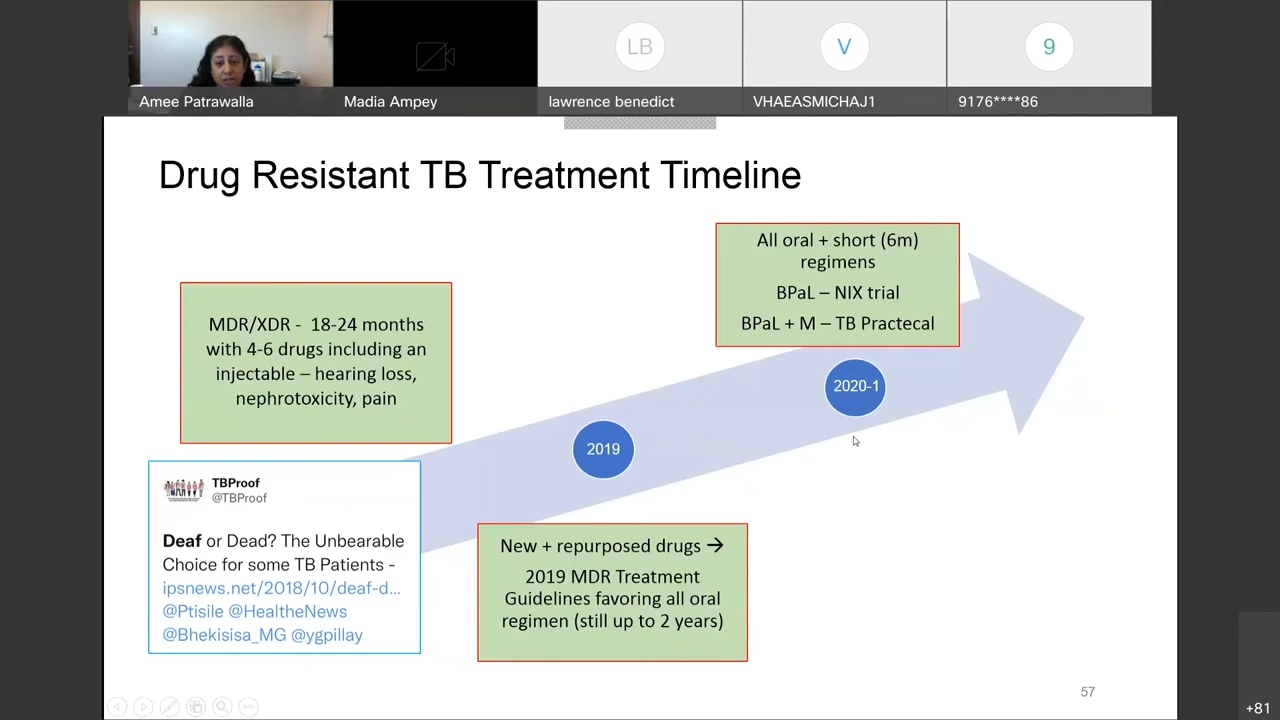 LB
V
9
Amee Patrawalla
Madia Ampey
lawrence benedict
VHAEASMICHAJ1
9176****86
Drug Resistant TB Treatment Timeline
All oral + short (6m)
regimens
BPaL – NIX trial
BPaL + M – TB Practecal
MDR/XDR - 18-24 months
with 4-6 drugs including an
injectable – hearing loss,
nephrotoxicity, pain
2020-1
2019
TBProof
@TBProof
Deaf or Dead? The Unbearable
Choice for some TB Patients -
ipsnews.net/2018/10/deaf-d...
@Ptisile @HealtheNews
@Bhekisisa_MG @ygpillay
New + repurposed drugs →
2019 MDR Treatment
Guidelines favoring all oral
regimen (still up to 2 years)
57
+81